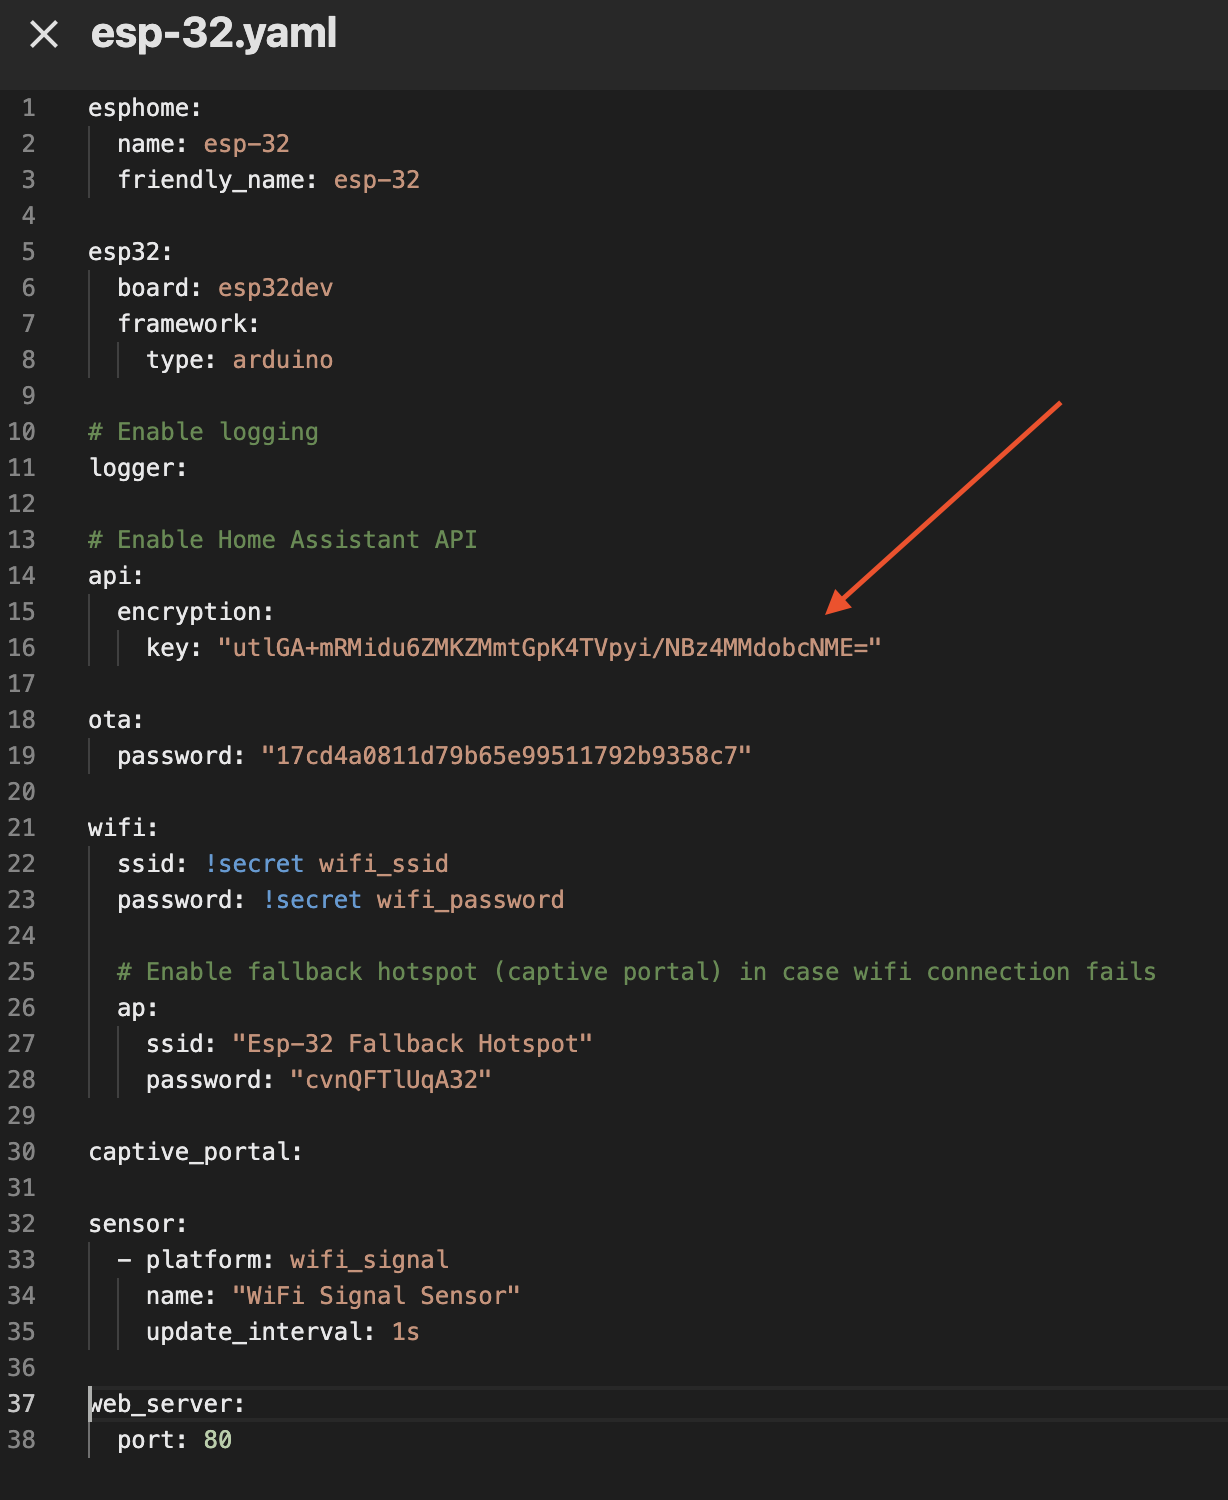 esp-32.yaml
1 esphome:
2 name: esp-32
3 friendly_name: esp-32
4
5 esp32:
6 board: esp32dev
7 framework:
8 type: arduino
9
10 # Enable logging
11 logger:
12
13 # Enable Home Assistant API
14 api:
15 encryption:
16 key: "utlGA+mRMidu6ZMKZMmtGpK4TVpyi/NBz4MMdobcNME="
17
18 ota:
19 password: "17cd4a0811d79b65e99511792b9358c7"
20
21 wifi:
22 ssid: !secret wifi_ssid
23 password: !secret wifi_password
24
25 # Enable fallback hotspot (captive portal) in case wifi connection fails
26 ap:
27 ssid: "Esp-32 Fallback Hotspot"
28 password: "cvnQFTlUqA32"
29
30 captive_portal:
31
32 sensor:
33 - platform: wifi_signal
34 name: "WiFi Signal Sensor"
35 update_interval: 1s
36
37 web_server:
38 port: 80